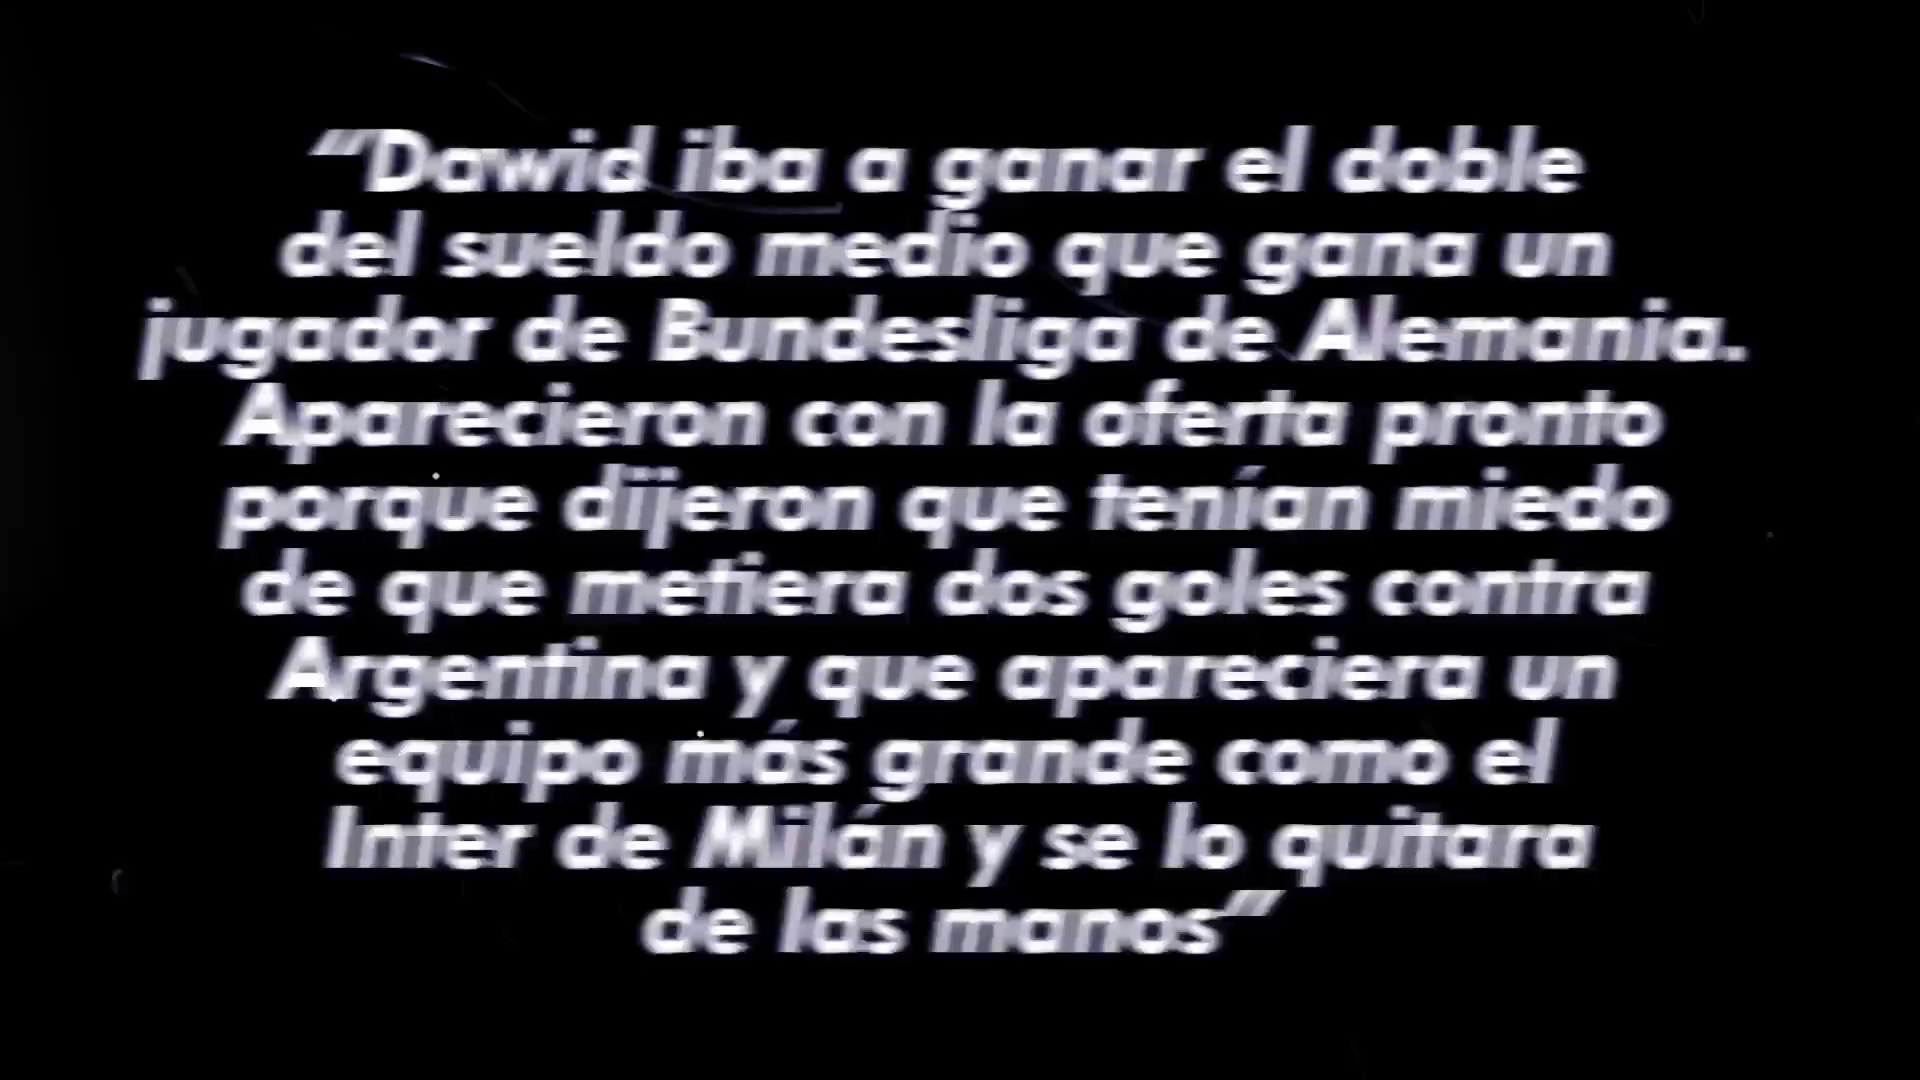 “Dawid iba a ganar el doble
del sueldo medio que gana un
jugador de Bundesliga de Alemania.
Aparecieron con la oferta pronto
porque dijeron que tenían miedo
de que metiera dos goles contra
Argentina y que apareciera un
equipo más grande como el
Inter de Milán y se lo quitara
de las manos”